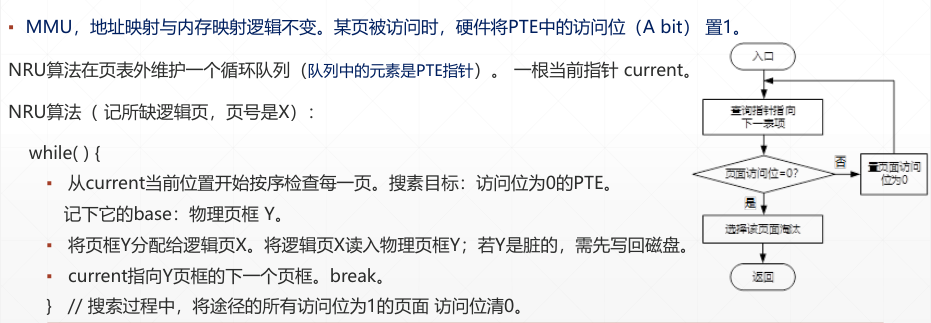 ▪ MMU，地址映射与内存映射逻辑不变。某页被访问时，硬件将PTE中的访问位（A bit） 置1。
NRU算法在页表外维护一个循环队列（队列中的元素是PTE指针）。 一根当前指针 current。
NRU算法（ 记所缺逻辑页，页号是X）:
while( ) {
▪ 从current当前位置开始按序检查每一页。搜素目标：访问位为0的PTE。
记下它的base：物理页框 Y。
▪ 将页框Y分配给逻辑页X。将逻辑页X读入物理页框Y；若Y是脏的，需先写回磁盘。
▪ current指向Y页框的下一个页框。break。
} // 搜索过程中，将途径的所有访问位为1的页面 访问位清0。
入口
查询指针指向
下一表项
页面访问位=0?
否
置页面访问
位为0
是
选择该页面淘汰
返回